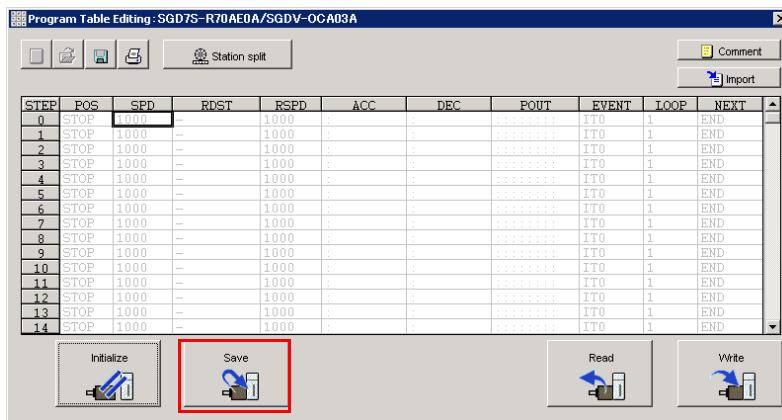 Program Table Editing:SGD7S-R70AE0A/SGDV-OCA03A
Station split
Comment
Import
STEP POS SPD RDST RSPD ACC DEC POUT EVENT LOOP NEXT
0 STOP 1000 - 1000 : : :::::::: IT0 1 END
1 STOP 1000 - 1000 : : :::::::: IT0 1 END
2 STOP 1000 - 1000 : : :::::::: IT0 1 END
3 STOP 1000 - 1000 : : :::::::: IT0 1 END
4 STOP 1000 - 1000 : : :::::::: IT0 1 END
5 STOP 1000 - 1000 : : :::::::: IT0 1 END
6 STOP 1000 - 1000 : : :::::::: IT0 1 END
7 STOP 1000 - 1000 : : :::::::: IT0 1 END
8 STOP 1000 - 1000 : : :::::::: IT0 1 END
9 STOP 1000 - 1000 : : :::::::: IT0 1 END
10 STOP 1000 - 1000 : : :::::::: IT0 1 END
11 STOP 1000 - 1000 : : :::::::: IT0 1 END
12 STOP 1000 - 1000 : : :::::::: IT0 1 END
13 STOP 1000 - 1000 : : :::::::: IT0 1 END
14 STOP 1000 - 1000 : : :::::::: IT0 1 END
Initialize Save Read Write